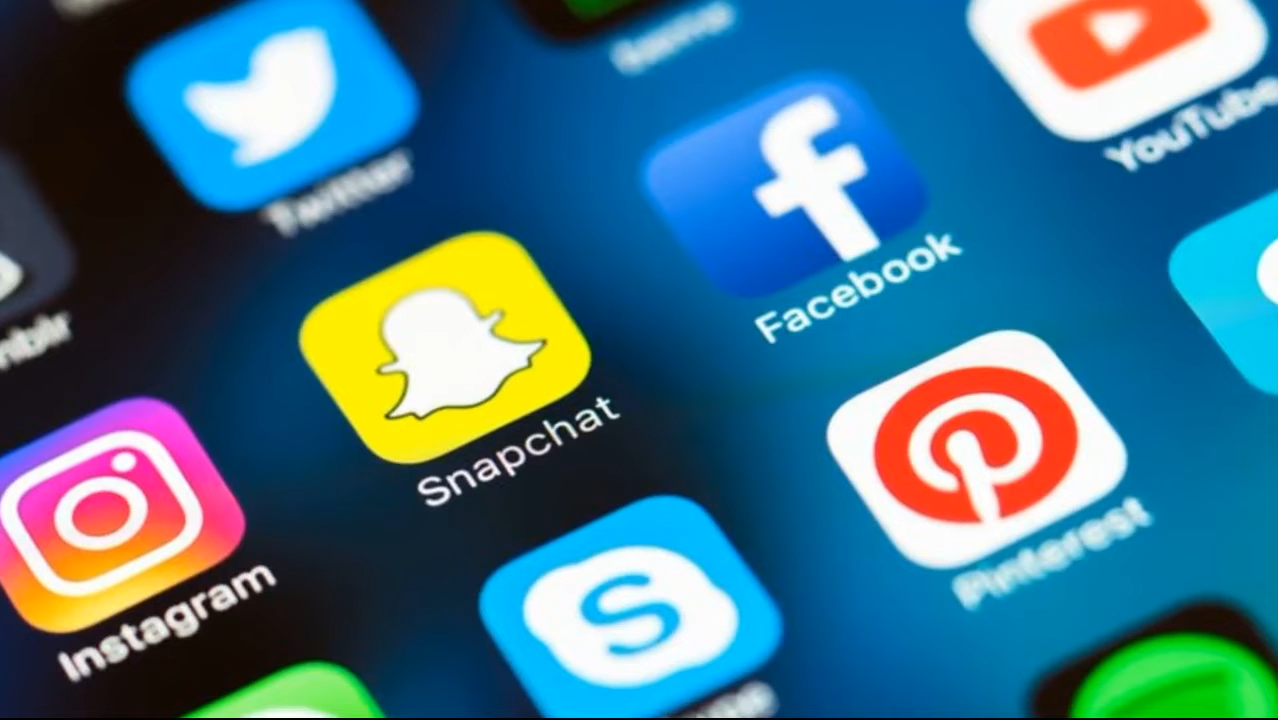 Twitter
Facebook
YouTube
Snapchat
Pinterest
Instagram